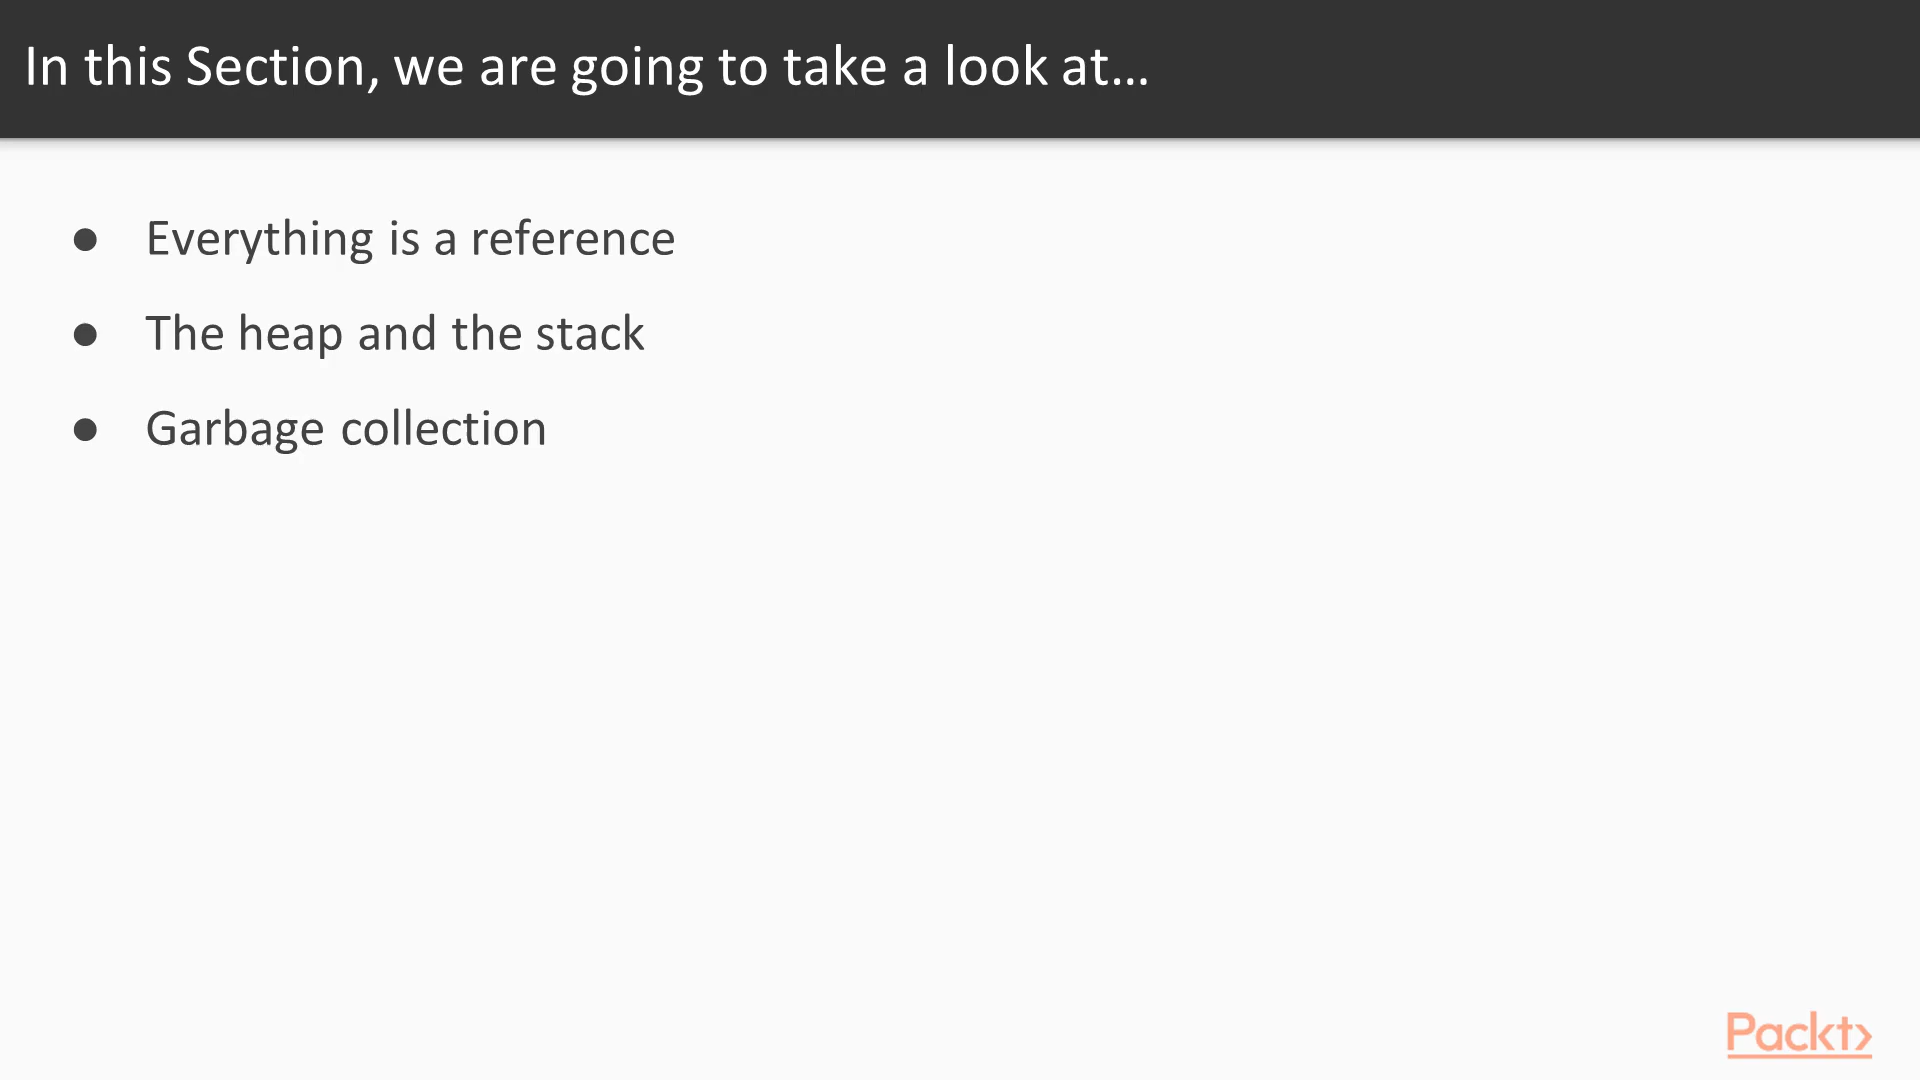 In this Section, we are going to take a look at…
● Everything is a reference
● The heap and the stack
● Garbage collection
Packt>